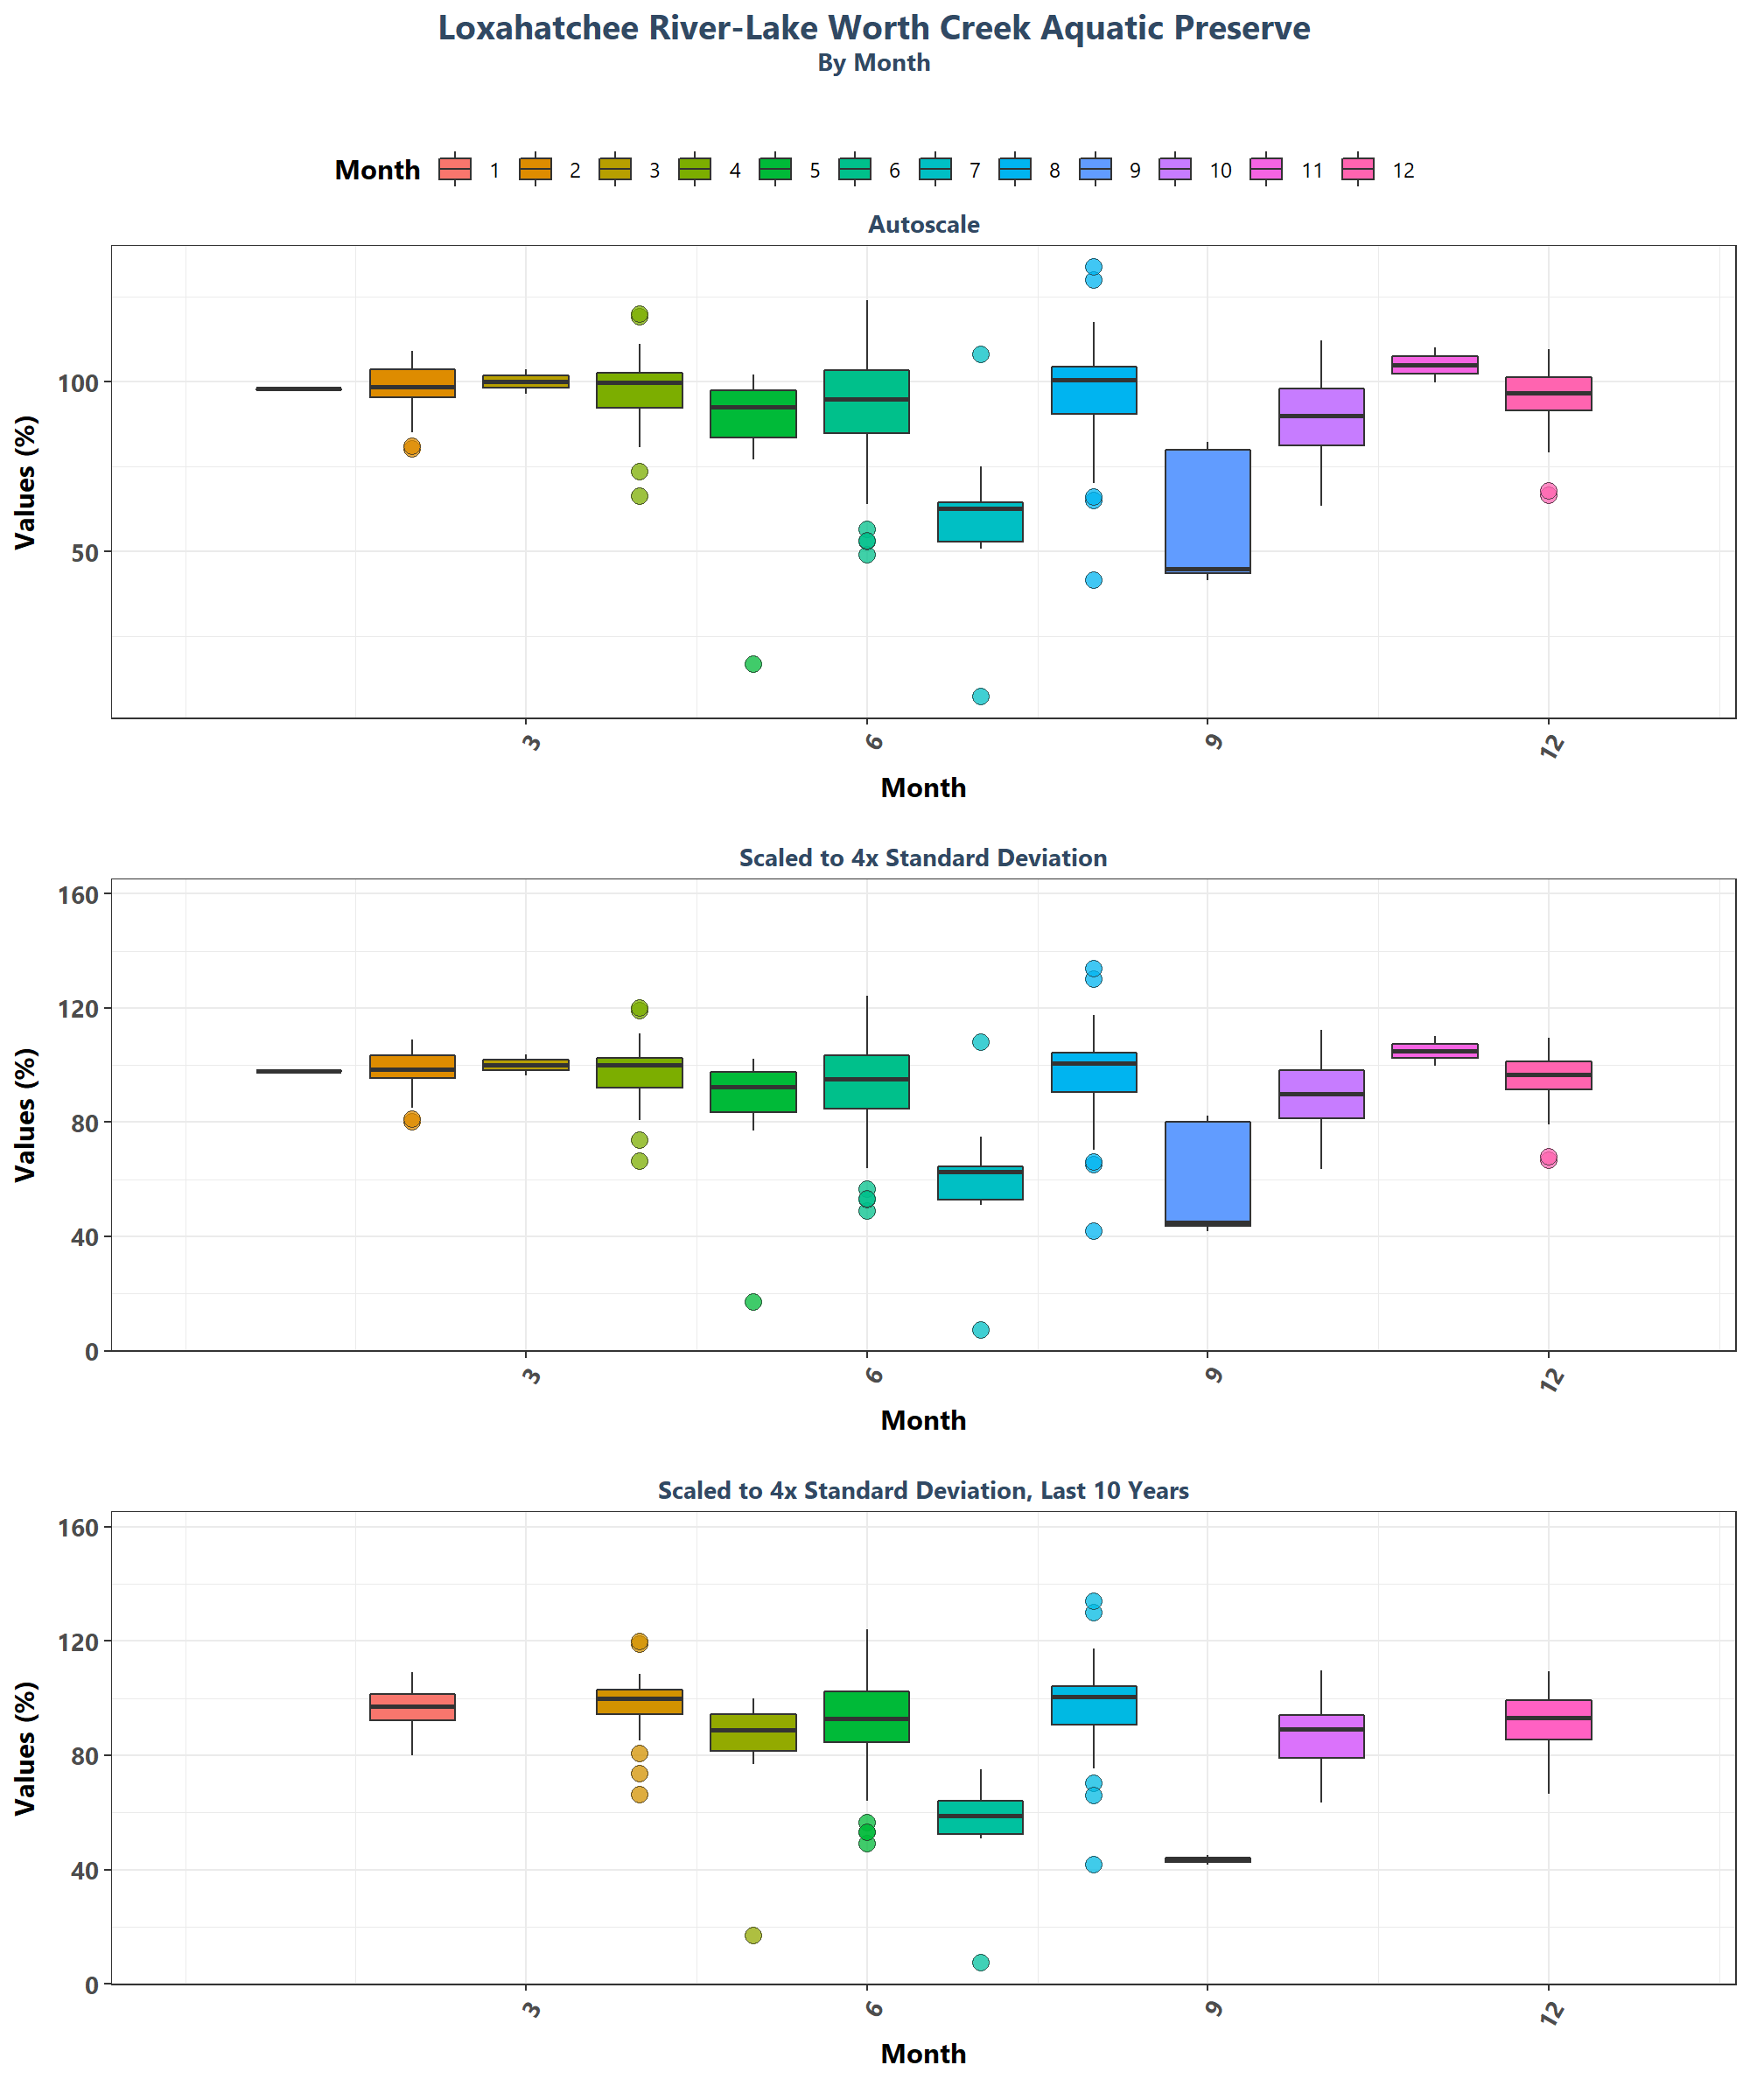 Loxahatchee River-Lake Worth Creek Aquatic Preserve
By Month
Month 1 2 3 4 5 6 7 8 9 10 11 12
Autoscale
Values (%)
100
50
3 6 9 12
Month
Scaled to 4x Standard Deviation
Values (%)
160
120
80
40
0
3 6 9 12
Month
Scaled to 4x Standard Deviation, Last 10 Years
Values (%)
160
120
80
40
0
3 6 9 12
Month